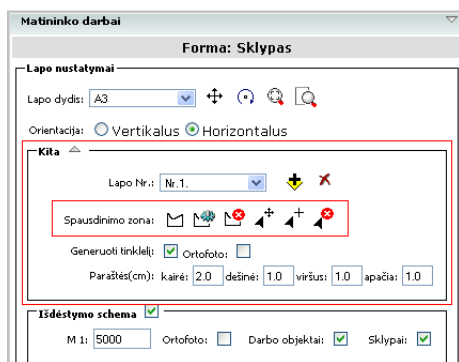 Matininko darbai
Forma: Sklypas
Lapo nustatymai
Lapo dydis: A3
Orientacija: Vertikalus Horizontalus
Kita
Lapo Nr.: Nr.1.
Spausdinimo zona:
Generuoti tinklelį: Ortofoto:
Paraštės(cm): kairė: 2.0 dešinė: 1.0 viršus: 1.0 apačia: 1.0
Išdėstymo schema
M 1: 5000 Ortofoto: Darbo objektai: Sklypai: